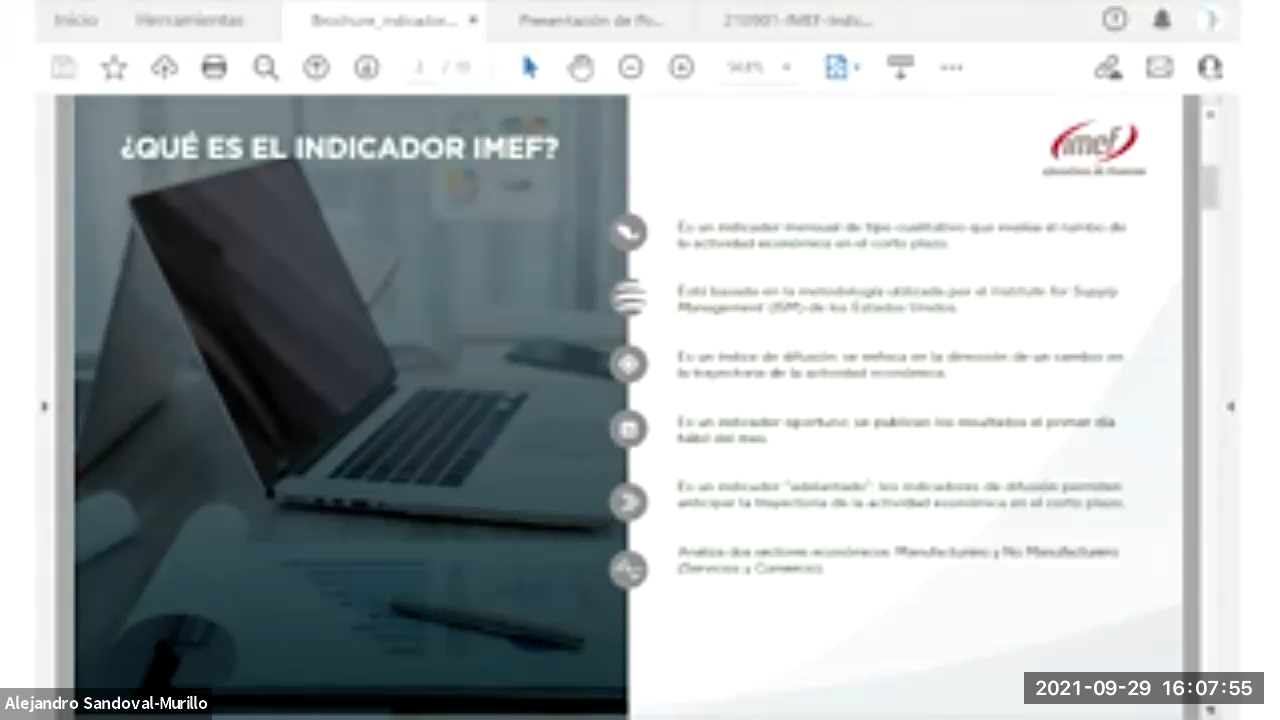 Inicio
Herramientas
Brochure_indicador...
Presentación de Po...
210901-IMEF-Indic...
¿QUÉ ES EL INDICADOR IMEF?
imef
Es un indicador mensual de tipo cualitativo que evalúa el rumbo de
la actividad económica en el corto plazo.
Está basado en la metodología utilizada por el Institute for Supply
Management (ISM) de los Estados Unidos.
Es un índice de difusión: se enfoca en la dirección de un cambio en
la trayectoria de la actividad económica.
Es un indicador oportuno: se publican los resultados el primer día
hábil del mes.
Es un indicador "adelantado": los indicadores de difusión permiten
anticipar la trayectoria de la actividad económica en el corto plazo.
Analiza dos sectores económicos: Manufacturero y No Manufacturero
(Servicios y Comercio).
Alejandro Sandoval-Murillo
2021-09-29 16:07:55